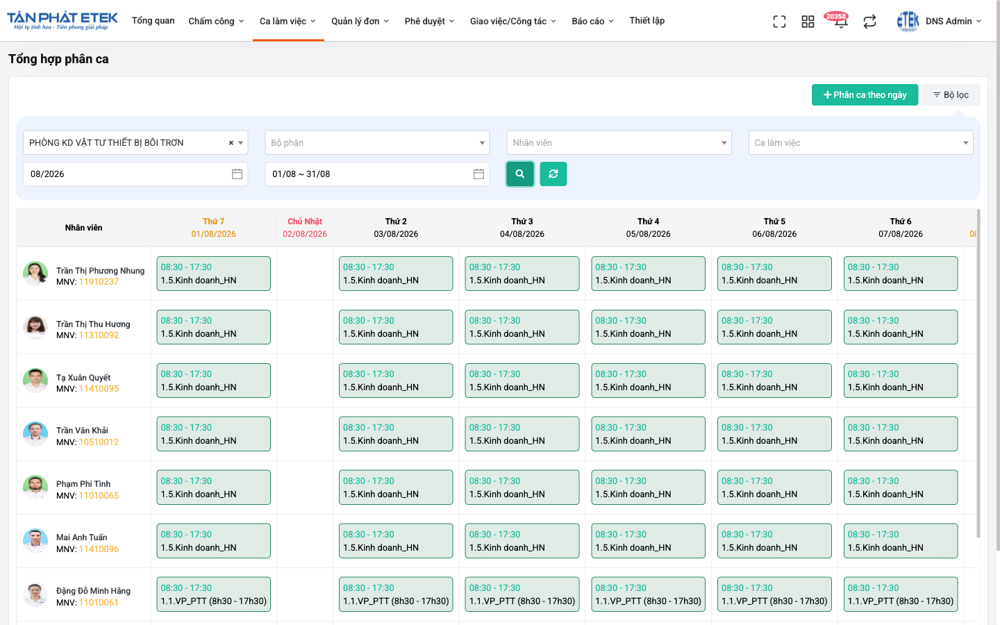 TÂN PHÁT ETEK
Hội tụ tinh hoa - Tiên phong giải pháp
Tổng quan
Chấm công
Ca làm việc
Quản lý đơn
Phê duyệt
Giao việc/Công tác
Báo cáo
Thiết lập
20358
ETEK
DNS Admin
Tổng hợp phân ca
Phân ca theo ngày
Bộ lọc
PHÒNG KD VẬT TƯ THIẾT BỊ BÔI TRƠN
×
Bộ phận
Nhân viên
Ca làm việc
08/2026
01/08 ~ 31/08
Nhân viên
Thứ 7
01/08/2026
Chủ Nhật
02/08/2026
Thứ 2
03/08/2026
Thứ 3
04/08/2026
Thứ 4
05/08/2026
Thứ 5
06/08/2026
Thứ 6
07/08/2026
Trần Thị Phương Nhung
MNV: 11910237
08:30 - 17:30
1.5.Kinh doanh_HN
08:30 - 17:30
1.5.Kinh doanh_HN
08:30 - 17:30
1.5.Kinh doanh_HN
08:30 - 17:30
1.5.Kinh doanh_HN
08:30 - 17:30
1.5.Kinh doanh_HN
08:30 - 17:30
1.5.Kinh doanh_HN
Trần Thị Thu Hương
MNV: 11310092
08:30 - 17:30
1.5.Kinh doanh_HN
08:30 - 17:30
1.5.Kinh doanh_HN
08:30 - 17:30
1.5.Kinh doanh_HN
08:30 - 17:30
1.5.Kinh doanh_HN
08:30 - 17:30
1.5.Kinh doanh_HN
08:30 - 17:30
1.5.Kinh doanh_HN
Tạ Xuân Quyết
MNV: 11410095
08:30 - 17:30
1.5.Kinh doanh_HN
08:30 - 17:30
1.5.Kinh doanh_HN
08:30 - 17:30
1.5.Kinh doanh_HN
08:30 - 17:30
1.5.Kinh doanh_HN
08:30 - 17:30
1.5.Kinh doanh_HN
08:30 - 17:30
1.5.Kinh doanh_HN
Trần Văn Khải
MNV: 10510012
08:30 - 17:30
1.5.Kinh doanh_HN
08:30 - 17:30
1.5.Kinh doanh_HN
08:30 - 17:30
1.5.Kinh doanh_HN
08:30 - 17:30
1.5.Kinh doanh_HN
08:30 - 17:30
1.5.Kinh doanh_HN
08:30 - 17:30
1.5.Kinh doanh_HN
Phạm Phi Tình
MNV: 11010065
08:30 - 17:30
1.5.Kinh doanh_HN
08:30 - 17:30
1.5.Kinh doanh_HN
08:30 - 17:30
1.5.Kinh doanh_HN
08:30 - 17:30
1.5.Kinh doanh_HN
08:30 - 17:30
1.5.Kinh doanh_HN
08:30 - 17:30
1.5.Kinh doanh_HN
Mai Anh Tuấn
MNV: 11410096
08:30 - 17:30
1.5.Kinh doanh_HN
08:30 - 17:30
1.5.Kinh doanh_HN
08:30 - 17:30
1.5.Kinh doanh_HN
08:30 - 17:30
1.5.Kinh doanh_HN
08:30 - 17:30
1.5.Kinh doanh_HN
08:30 - 17:30
1.5.Kinh doanh_HN
Đặng Đỗ Minh Hằng
MNV: 11010061
08:30 - 17:30
1.1.VP_PTT (8h30 - 17h30)
08:30 - 17:30
1.1.VP_PTT (8h30 - 17h30)
08:30 - 17:30
1.1.VP_PTT (8h30 - 17h30)
08:30 - 17:30
1.1.VP_PTT (8h30 - 17h30)
08:30 - 17:30
1.1.VP_PTT (8h30 - 17h30)
08:30 - 17:30
1.1.VP_PTT (8h30 - 17h30)